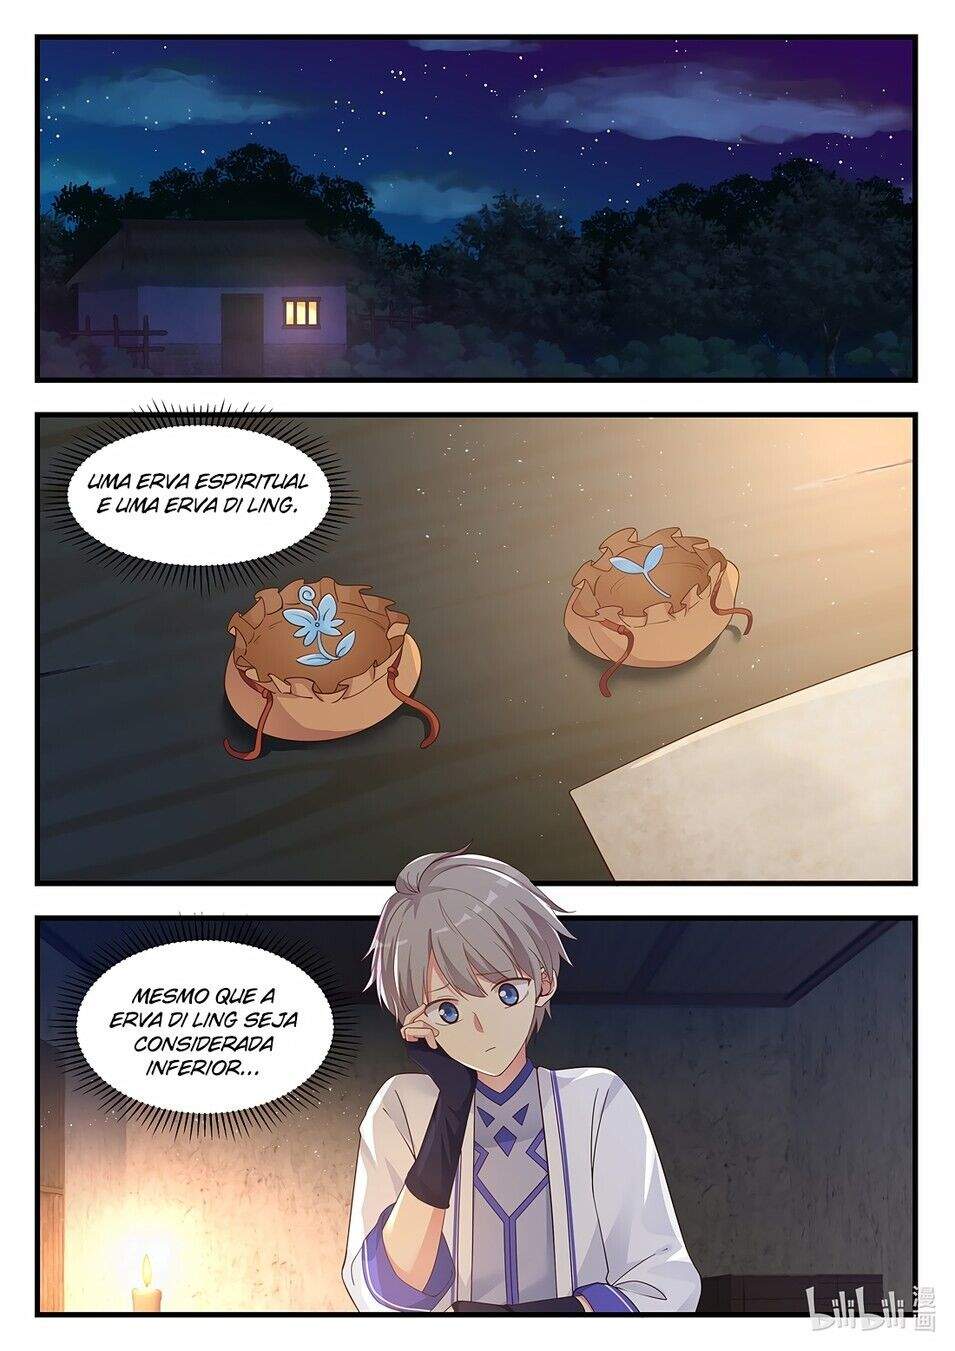 UMA ERVA ESPIRITUAL
E UMA ERVA DI LING.
MESMO QUE A
ERVA DI LING SEJA
CONSIDERADA
INFERIOR...
bilibili 漫画